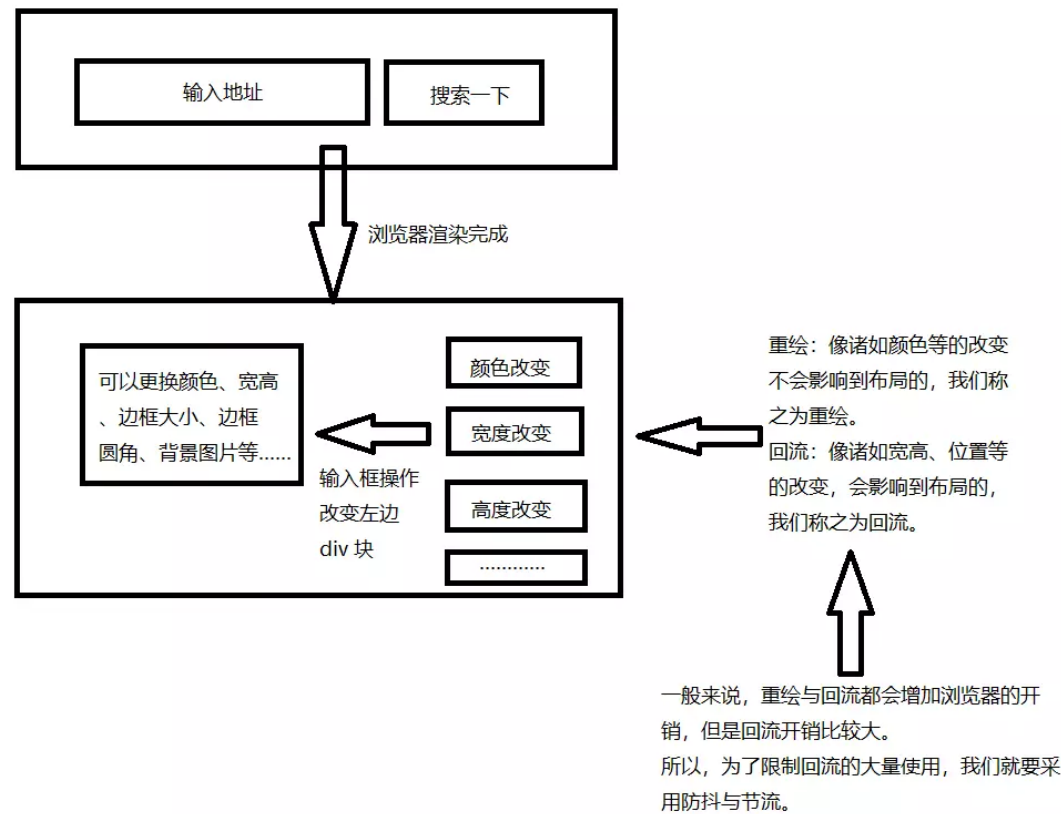 输入地址
搜索一下
浏览器渲染完成
可以更换颜色、宽高
、边框大小、边框
圆角、背景图片等......
输入框操作
改变左边
div 块
颜色改变
宽度改变
高度改变
............
重绘：像诸如颜色等的改变
不会影响到布局的，我们称
之为重绘。
回流：像诸如宽高、位置等
的改变，会影响到布局的，
我们称之为回流。
一般来说，重绘与回流都会增加浏览器的开
销，但是回流开销比较大。
所以，为了限制回流的大量使用，我们就要采
用防抖与节流。